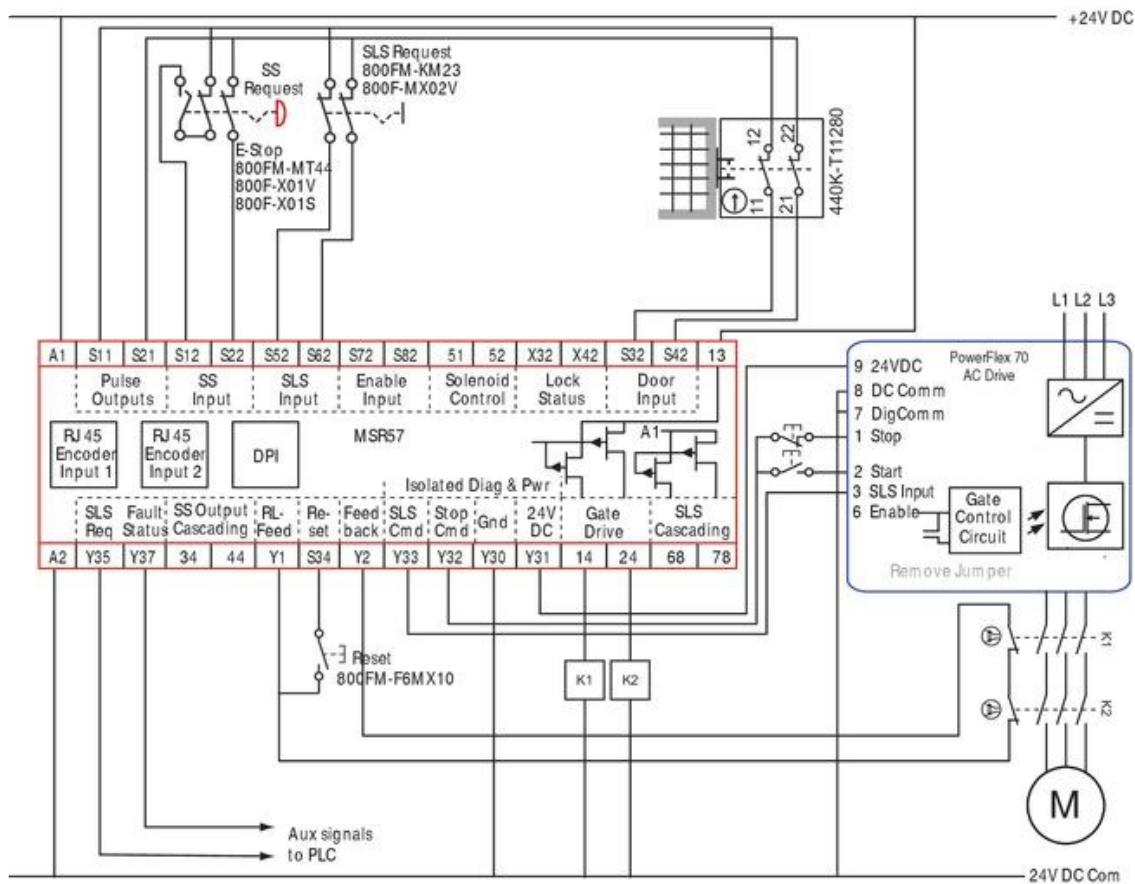 +24V DC
SS
Request
E-Stop
800FM-MT44
800F-X01V
800F-X01S
SLS Request
800FM-KM23
800F-MX02V
12
22
11
21
440K-T11280
A1 S11 S21 S12 S22 S52 S62 S72 S82 51 52 X32 X42 S32 S42 13
Pulse
Outputs
SS
Input
SLS
Input
Enable
Input
Solenoid
Control
Lock
Status
Door
Input
RJ45
Encoder
Input 1
RJ45
Encoder
Input 2
DPI
MSR57
A1
Isolated Diag & Pwr
SLS
Req
Fault
Status
SS Output
Cascading
RL-
Feed
Re-
set
Feed
back
SLS
Cmd
Stop
Cmd
Gnd
24V
DC
Gate
Drive
SLS
Cascading
A2 Y35 Y37 34 44 Y1 S34 Y2 Y33 Y32 Y30 Y31 14 24 68 78
Reset
800FM-F6MX10
K1
K2
Aux signals
to PLC
L1 L2 L3
PowerFlex 70
AC Drive
9 24VDC
8 DC Comm
7 DigComm
1 Stop
2 Start
3 SLS Input
6 Enable
Gate
Control
Circuit
Remove Jumper
K1
K2
M
24V DC Com